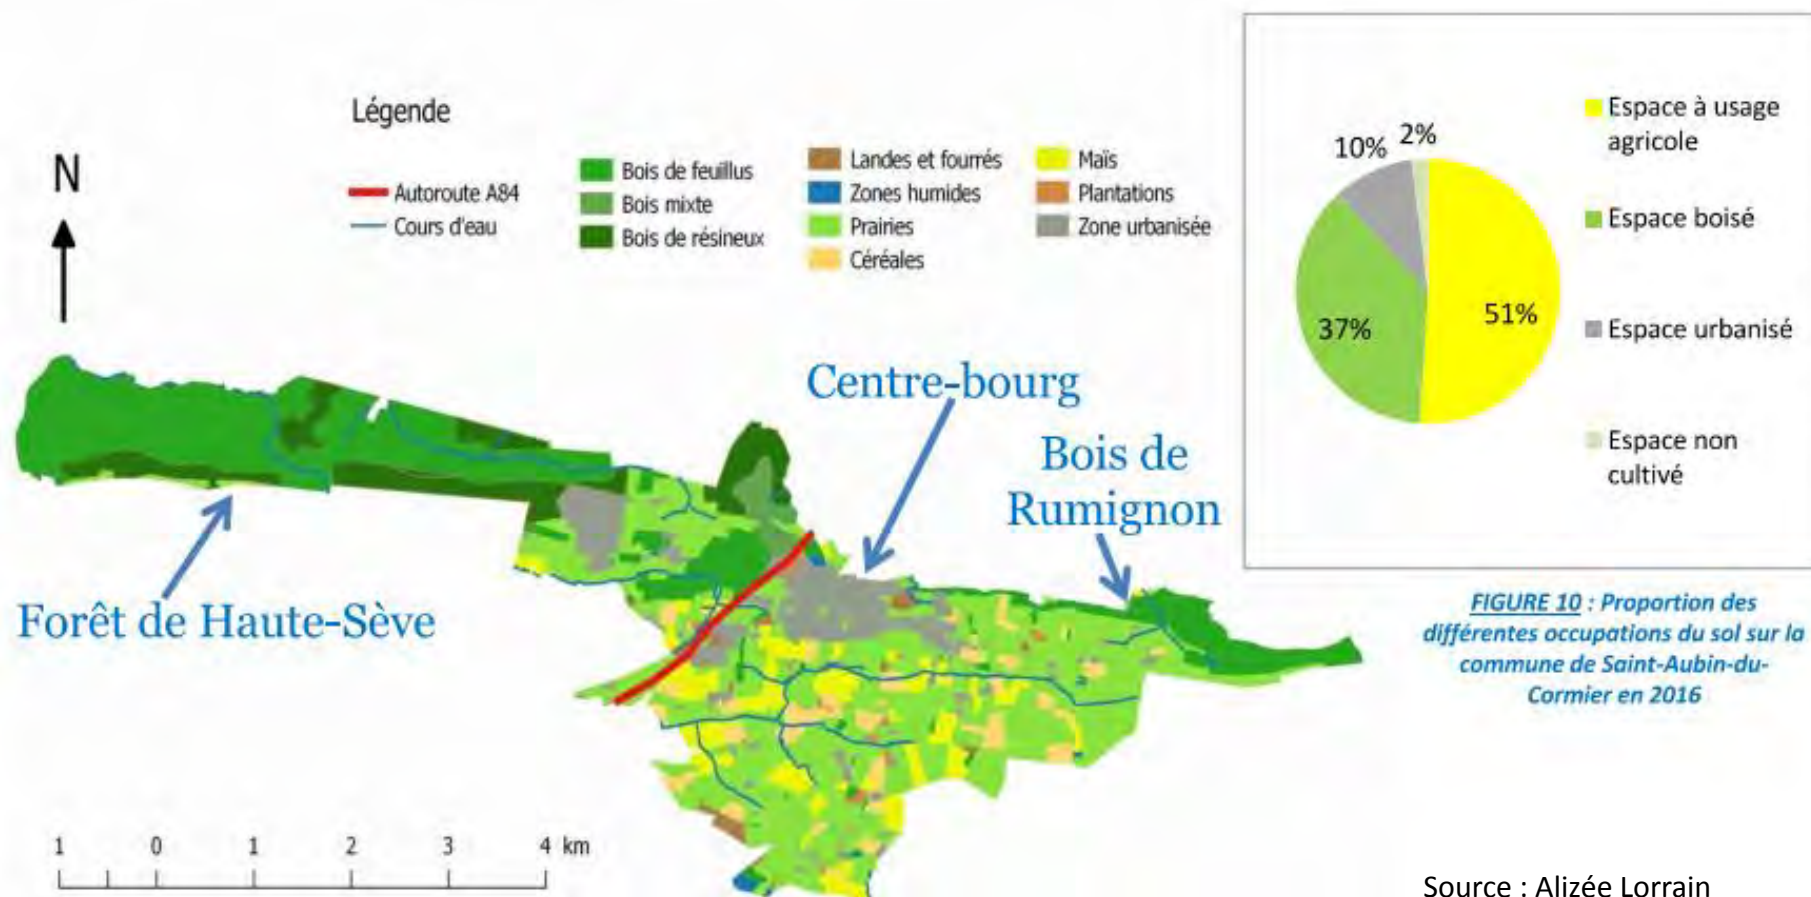 Légende
N
Autoroute A84
Cours d'eau
Bois de feuillus
Bois mixte
Bois de résineux
Landes et fourrés
Zones humides
Prairies
Céréales
Maïs
Plantations
Zone urbanisée
10%
2%
37%
51%
Espace à usage
agricole
Espace boisé
Espace urbanisé
Espace non
cultivé
Centre-bourg
Bois de
Rumignon
Forêt de Haute-Sève
FIGURE 10 : Proportion des
différentes occupations du sol sur la
commune de Saint-Aubin-du-
Cormier en 2016
1 0 1 2 3 4 km
Source : Alizée Lorrain